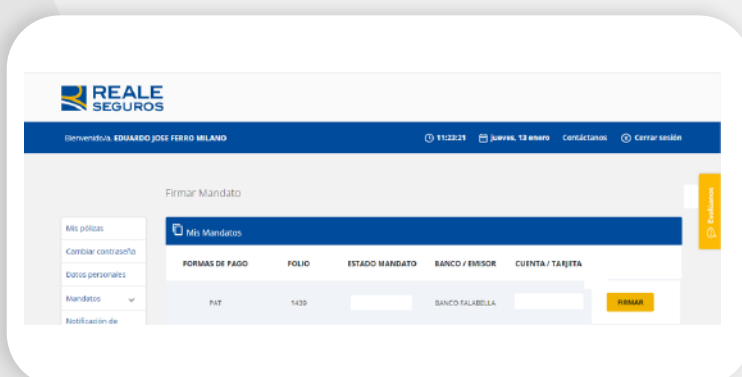 REALE
SEGUROS
Bienvenido/a, EDUARDO JOSE FERRO MILANO
11:23:21 jueves, 13 enero Contáctanos Cerrar sesión
Firmar Mandato
Evalúanos
Mis pólizas
Cambiar contraseña
Datos personales
Mandatos
Notificación de
Mis Mandatos
FORMAS DE PAGO FOLIO ESTADO MANDATO BANCO / EMISOR CUENTA / TARJETA
PAT 1439 BANCO FALABELLA FIRMAR